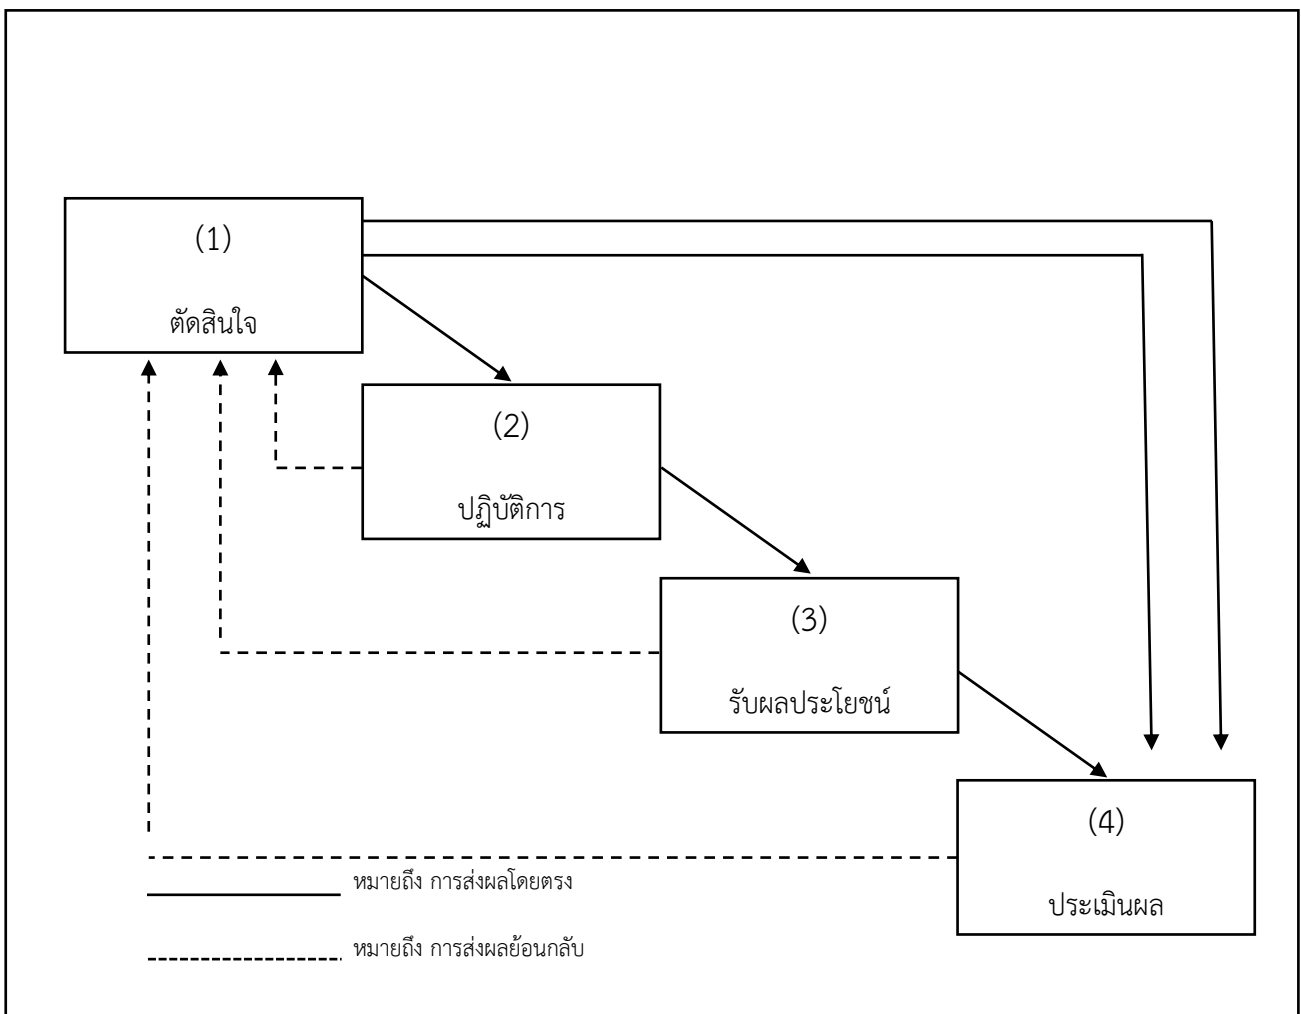 (1)
ตัดสินใจ
(2)
ปฏิบัติการ
(3)
รับผลประโยชน์
(4)
ประเมินผล
หมายถึง การส่งผลโดยตรง
หมายถึง การส่งผลย้อนกลับ